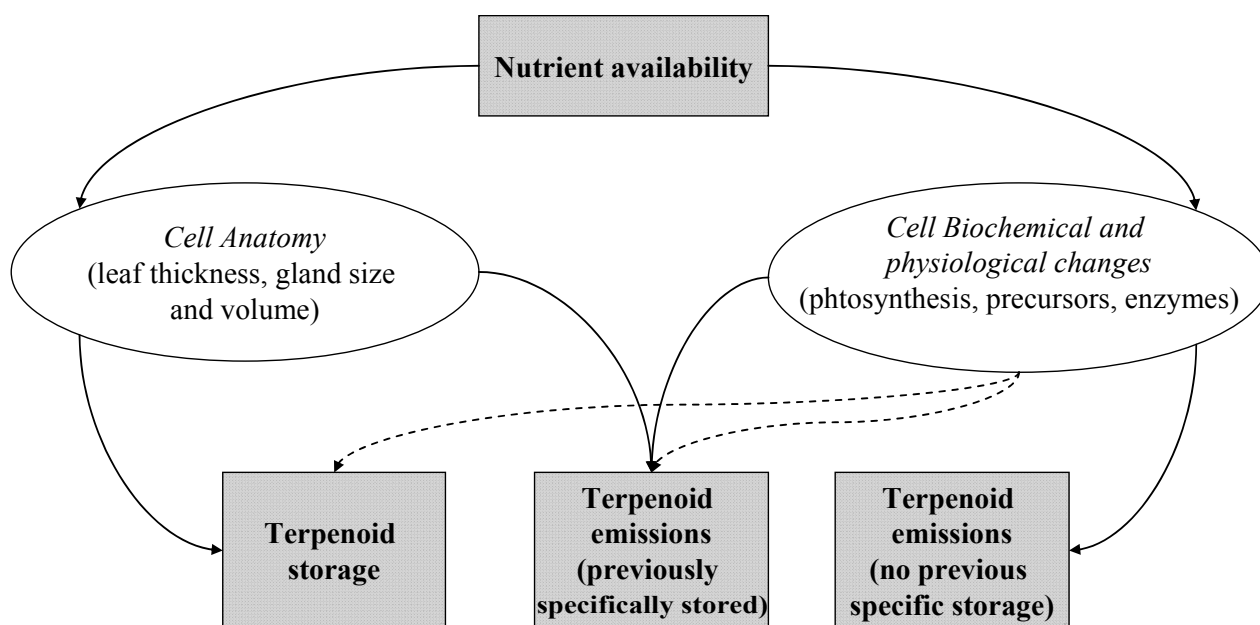 Nutrient availability
Cell Anatomy
(leaf thickness, gland size
and volume)
Cell Biochemical and
physiological changes
(phtosynthesis, precursors, enzymes)
Terpenoid
storage
Terpenoid
emissions
(previously
specifically stored)
Terpenoid
emissions
(no previous
specific storage)